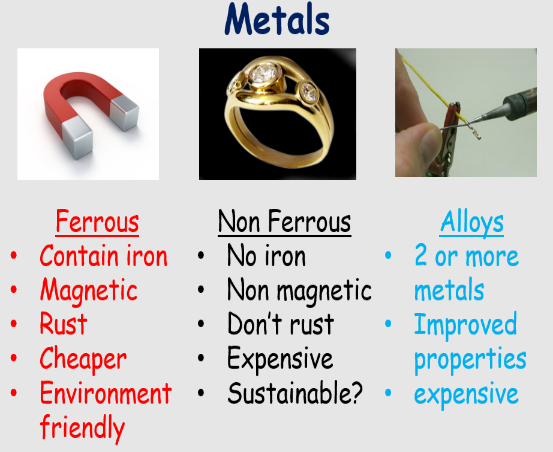 Metals
Ferrous
• Contain iron
• Magnetic
• Rust
• Cheaper
• Environment
friendly
Non Ferrous
• No iron
• Non magnetic
• Don't rust
• Expensive
• Sustainable?
Alloys
• 2 or more
metals
• Improved
properties
• expensive